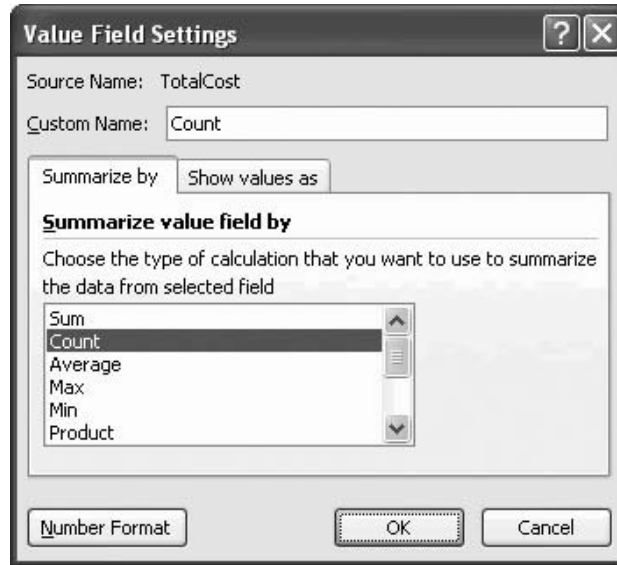 Value Field Settings
Source Name: TotalCost
Custom Name: Count
Summarize by Show values as
Summarize value field by
Choose the type of calculation that you want to use to summarize
the data from selected field
Sum
Count
Average
Max
Min
Product
Number Format OK Cancel